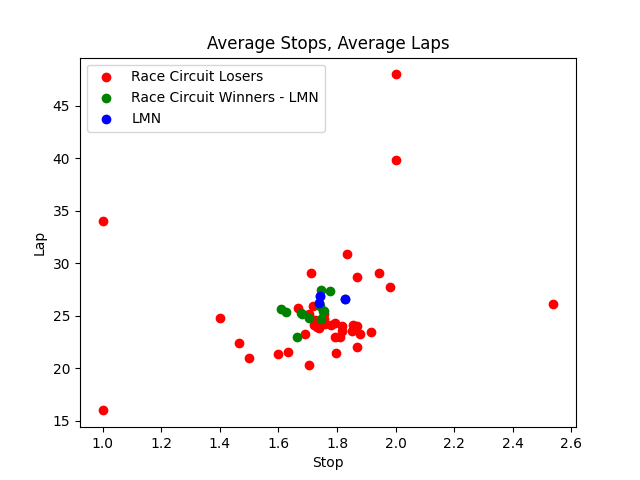 Average Stops, Average Laps
Race Circuit Losers
Race Circuit Winners - LMN
LMN
45
40
35
30
25
20
15
Lap
1.0 1.2 1.4 1.6 1.8 2.0 2.2 2.4 2.6
Stop